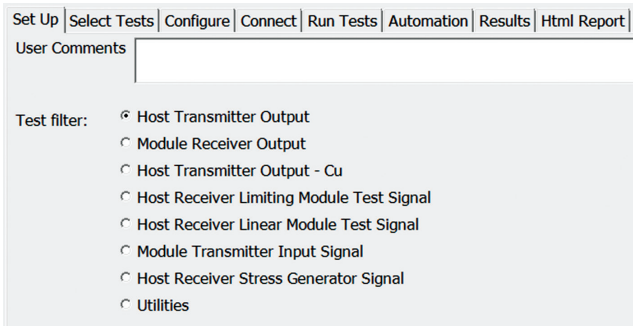 Set Up Select Tests Configure Connect Run Tests Automation Results Html Report
User Comments
Test filter:
Host Transmitter Output
Module Receiver Output
Host Transmitter Output - Cu
Host Receiver Limiting Module Test Signal
Host Receiver Linear Module Test Signal
Module Transmitter Input Signal
Host Receiver Stress Generator Signal
Utilities